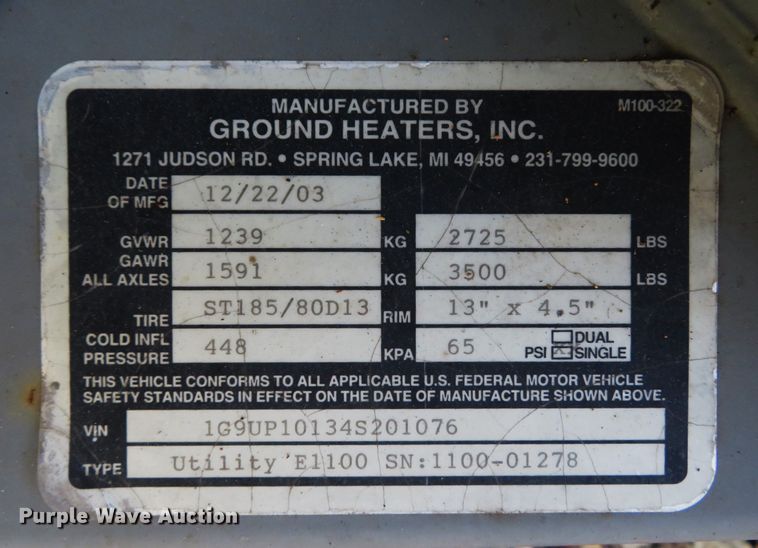 MANUFACTURED BY M100-322
GROUND HEATERS, INC.
1271 JUDSON RD. • SPRING LAKE, MI 49456 • 231-799-9600
DATE OF MFG 12/22/03
GVWR 1239 KG 2725 LBS
GAWR ALL AXLES 1591 KG 3500 LBS
TIRE ST185/80D13 RIM 13" x 4.5"
COLD INFL PRESSURE 448 KPA 65 PSI DUAL SINGLE
THIS VEHICLE CONFORMS TO ALL APPLICABLE U.S. FEDERAL MOTOR VEHICLE
SAFETY STANDARDS IN EFFECT ON THE DATE OF MANUFACTURE SHOWN ABOVE.
VIN 1G9UP10134S201076
TYPE Utility E1100 SN:1100-01278
Purple Wave Auction